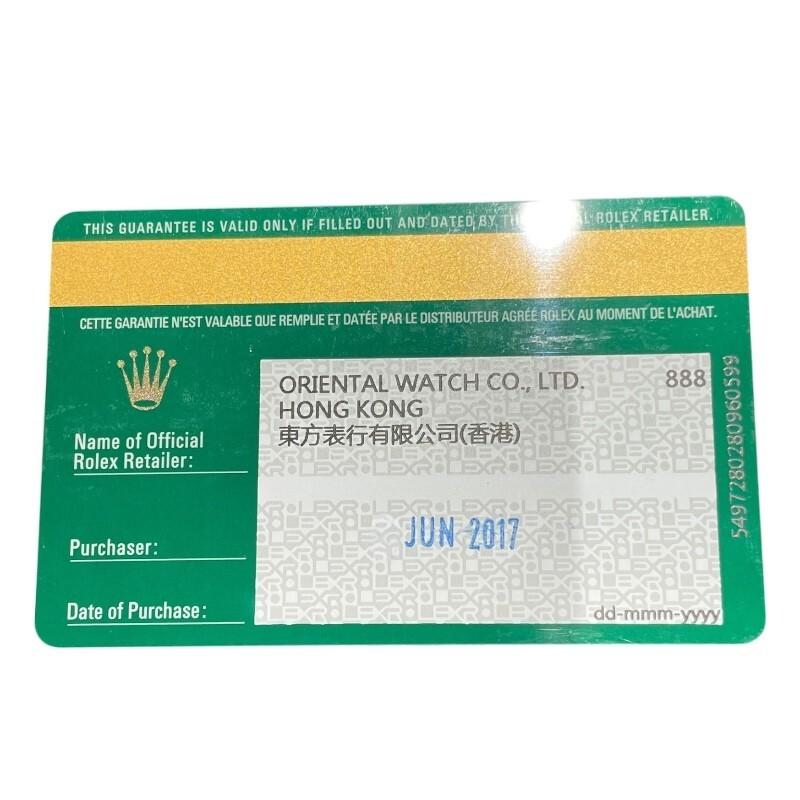 THIS GUARANTEE IS VALID ONLY IF FILLED OUT AND DATED BY ROLEX RETAILER.
CETTE GARANTIE N'EST VALABLE QUE REMPLIE ET DATÉE PAR LE DISTRIBUTEUR AGRÉÉ ROLEX AU MOMENT DE L'ACHAT.
ORIENTAL WATCH CO., LTD. 888
HONG KONG
東方表行有限公司(香港)
Name of Official
Rolex Retailer:
Purchaser:
JUN 2017
Date of Purchase:
dd-mmm-yyyy
5497280280960599